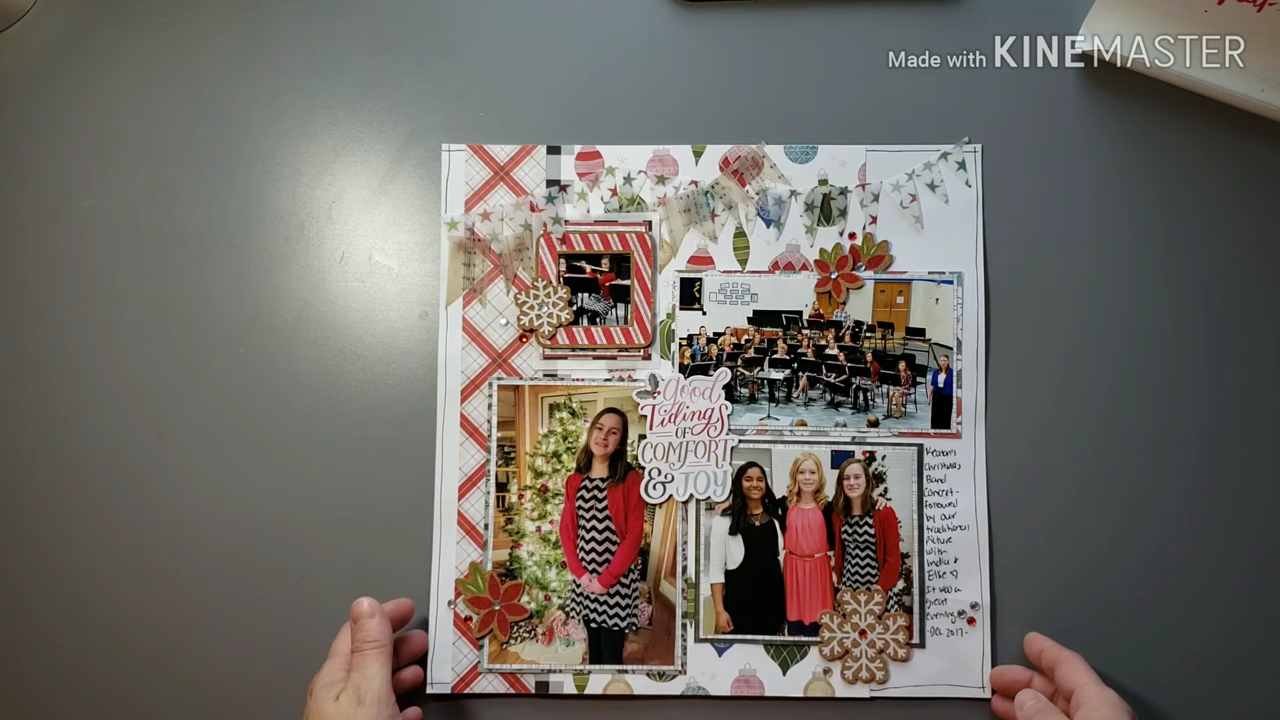 Made with KINEMASTER
good
Tidings
OF
COMFORT
& JOY
Keaton's
Christmas
Band
Concert-
followed
by our
traditional
Picture
with
India &
Elise ♡
It was a
great
evening
-Dec 2017-